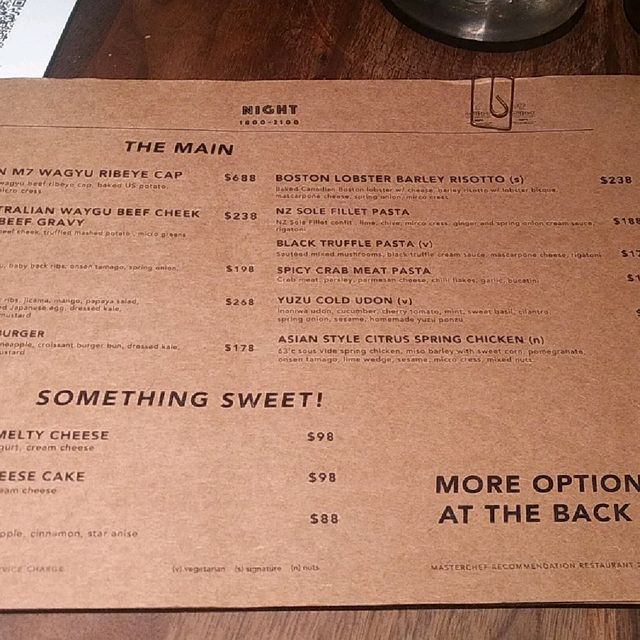 NIGHT
1800-2100
THE MAIN
N M7 WAGYU RIBEYE CAP $688
wagyu beef ribeye cap, baked US potato,
micro cress
TRALIAN WAYGU BEEF CHEEK $238
BEEF GRAVY
beef cheek, truffled mashed potato, micro greens
baby back ribs, onsen tamago, spring onion, $198
ribs, jicama, mango, papaya salad, $268
Japanese egg, dressed kale,
mustard
BURGER
neapple, croissant burger bun, dressed kale, $178
ustard
BOSTON LOBSTER BARLEY RISOTTO (s) $238
Baked Canadian Boston lobster w/ cheese, barley risotto w/ lobster bisque,
mascarpone cheese, spring onion, mirco cress
NZ SOLE FILLET PASTA $188
NZ Sole Fillet confit, lime, chive, mirco cress, ginger and spring onion cream sauce,
rigatoni
BLACK TRUFFLE PASTA (v) $17
Sauteed mixed mushrooms, black truffle cream sauce, mascarpone cheese, rigatoni
SPICY CRAB MEAT PASTA $1
Crab meat, parsley, parmesan cheese, chilli flakes, garlic, bucatini
YUZU COLD UDON (v) $
Inaniwa udon, cucumber, cherry tomato, mint, sweet basil, cilantro,
spring onion, sesame, homemade yuzu ponzu
ASIAN STYLE CITRUS SPRING CHICKEN (n)
63'c sous vide spring chicken, miso barley with sweet corn, pomegranate,
onsen tamago, lime wedge, sesame, micro cress, mixed nuts
SOMETHING SWEET!
MELTY CHEESE $98
gurt, cream cheese
EESE CAKE $98
eam cheese
$88
pple, cinnamon, star anise
MORE OPTION
AT THE BACK
VICE CHARGE
(v) vegetarian (s) signature (n) nuts
MASTERCHEF RECOMMENDATION RESTAURANT